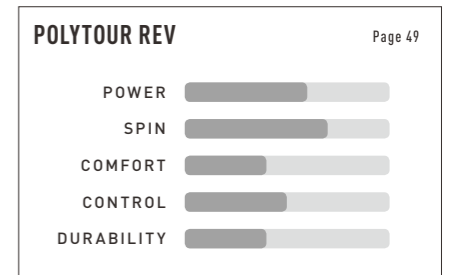 POLYTOUR REV Page 49
POWER
SPIN
COMFORT
CONTROL
DURABILITY